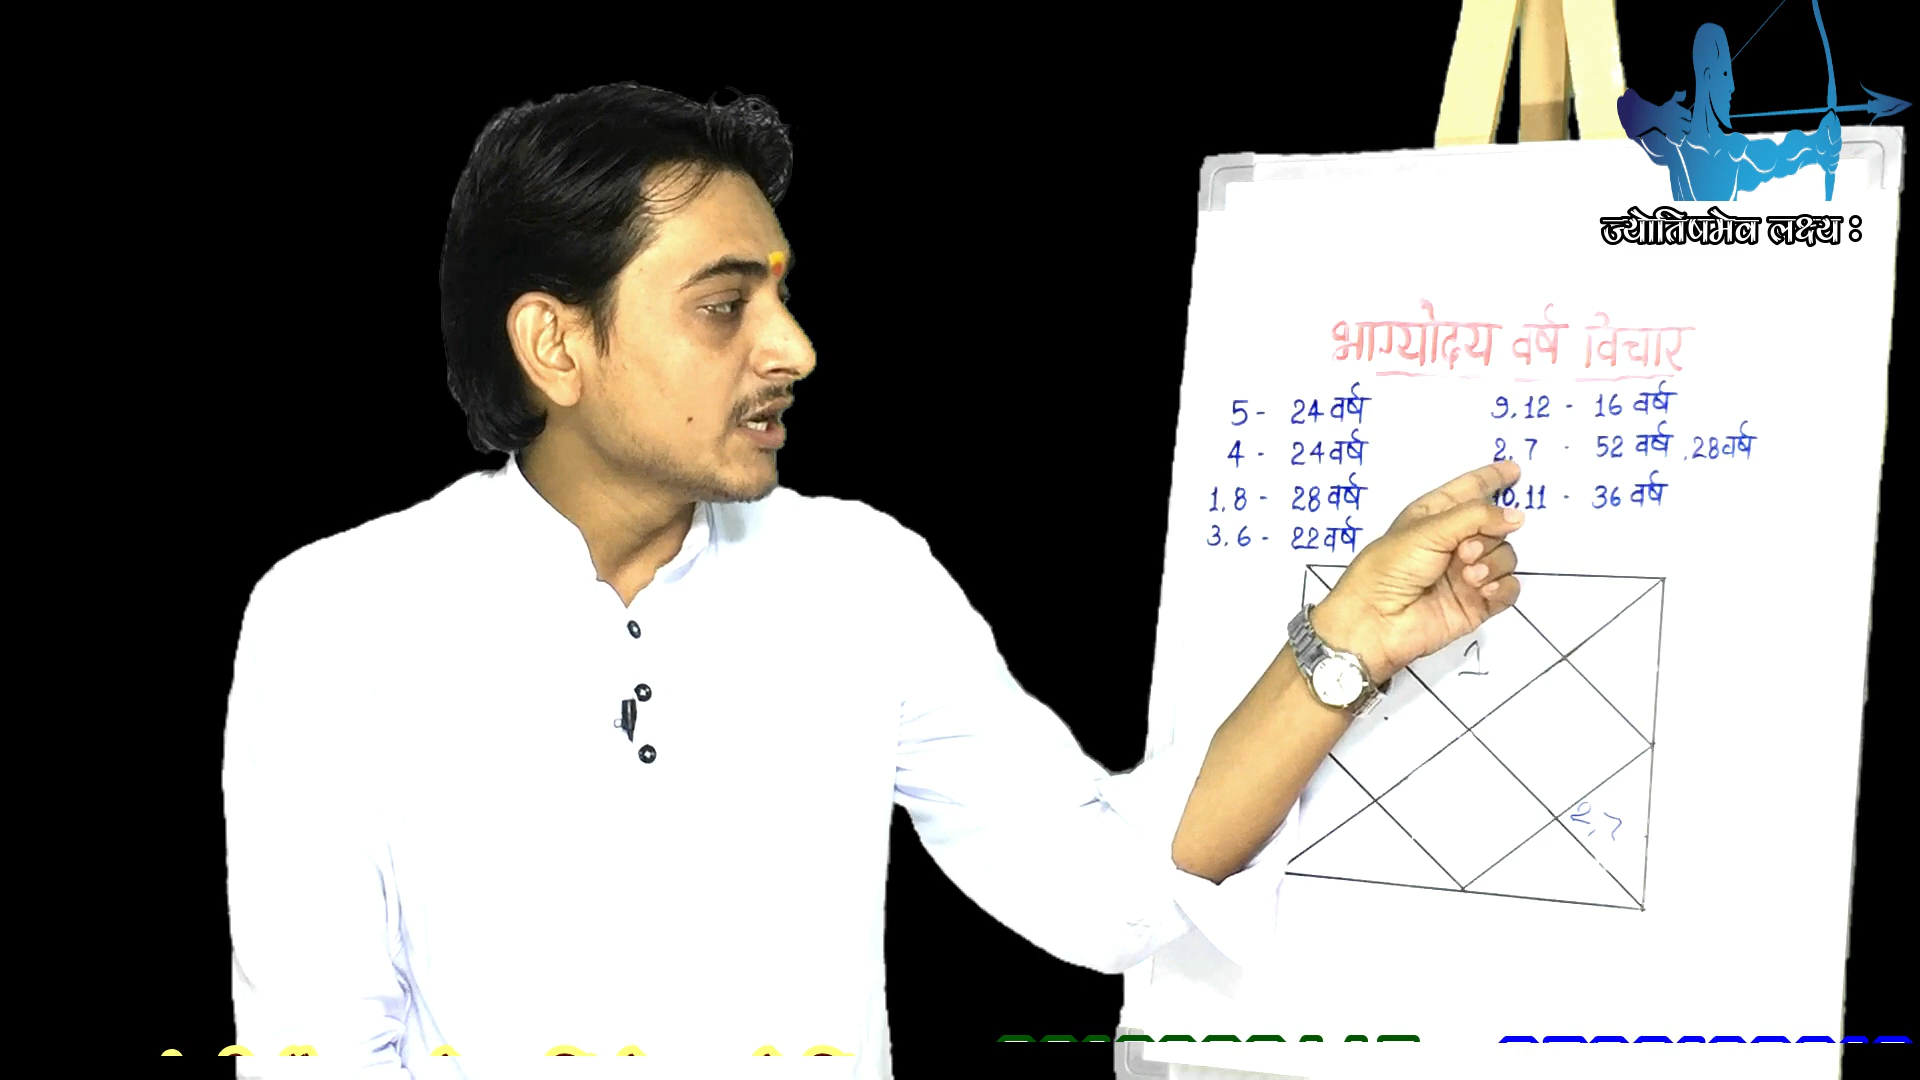 ज्योतिषमेव लक्ष्य :
भाग्योदय वर्ष विचार
5 - 24 वर्ष
4 - 24 वर्ष
1, 8 - 28 वर्ष
3, 6 - 22 वर्ष
9, 12 - 16 वर्ष
2, 7 - 52 वर्ष, 28 वर्ष
10, 11 - 36 वर्ष
1
2, 7